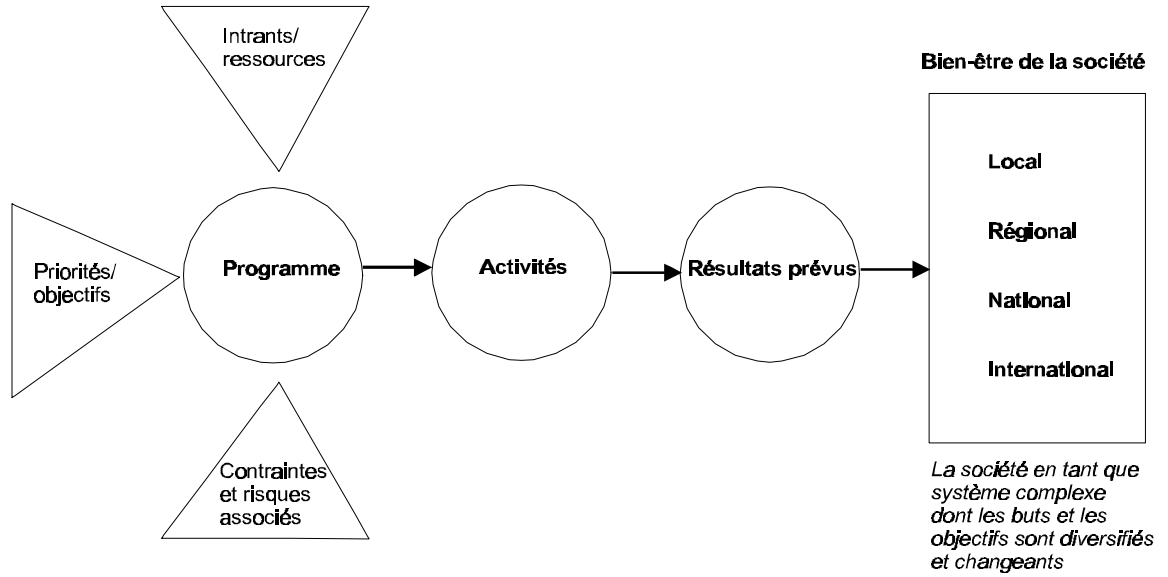 Intrants/
ressources
Bien-être de la société
Local
Régional
National
International
Priorités/
objectifs
Programme
Activités
Résultats prévus
Contraintes
et risques
associés
La société en tant que
système complexe
dont les buts et les
objectifs sont diversifiés
et changeants